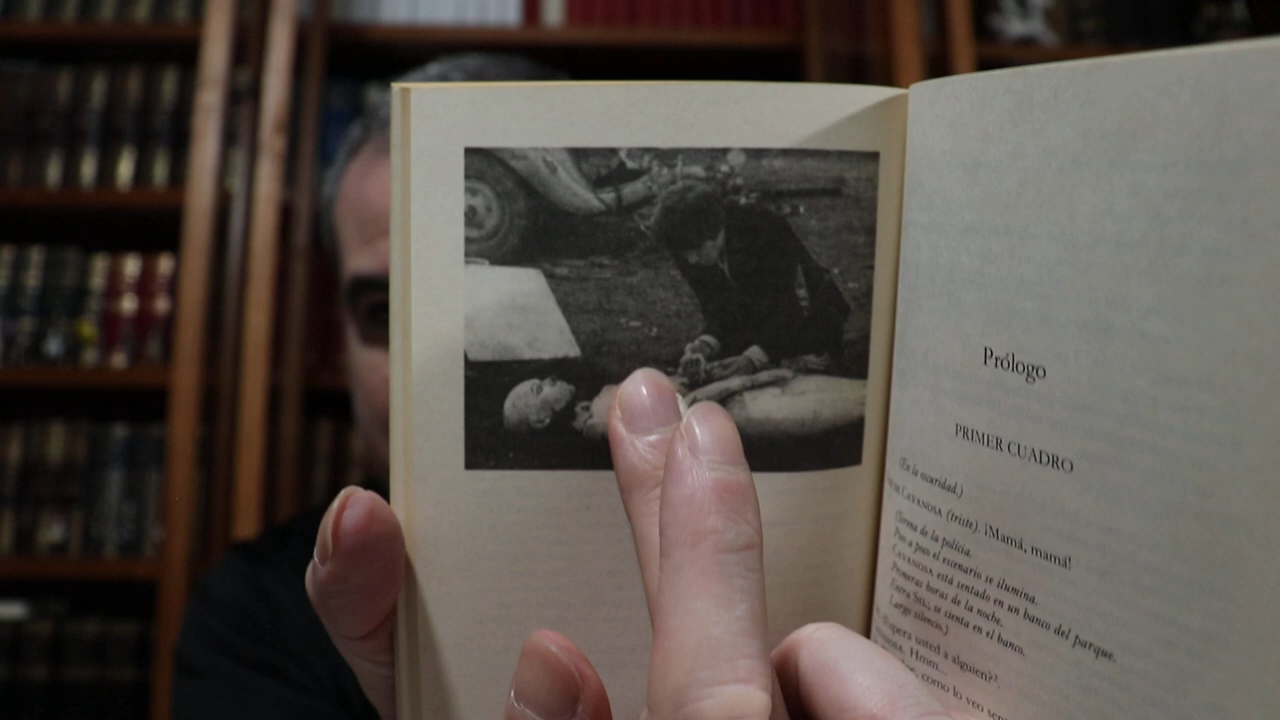 Prólogo
PRIMER CUADRO
(En la oscuridad.)
CAVANOSA (triste). ¡Mamá, mamá!
(Sirena de la policía.
Poco a poco el escenario se ilumina.
CAVANOSA está sentado en un banco del parque.
Primeras horas de la noche.
Entra se sienta en el banco.
Largo silencio.)
¿Espera usted a alguien?
Hmm...
como lo veo